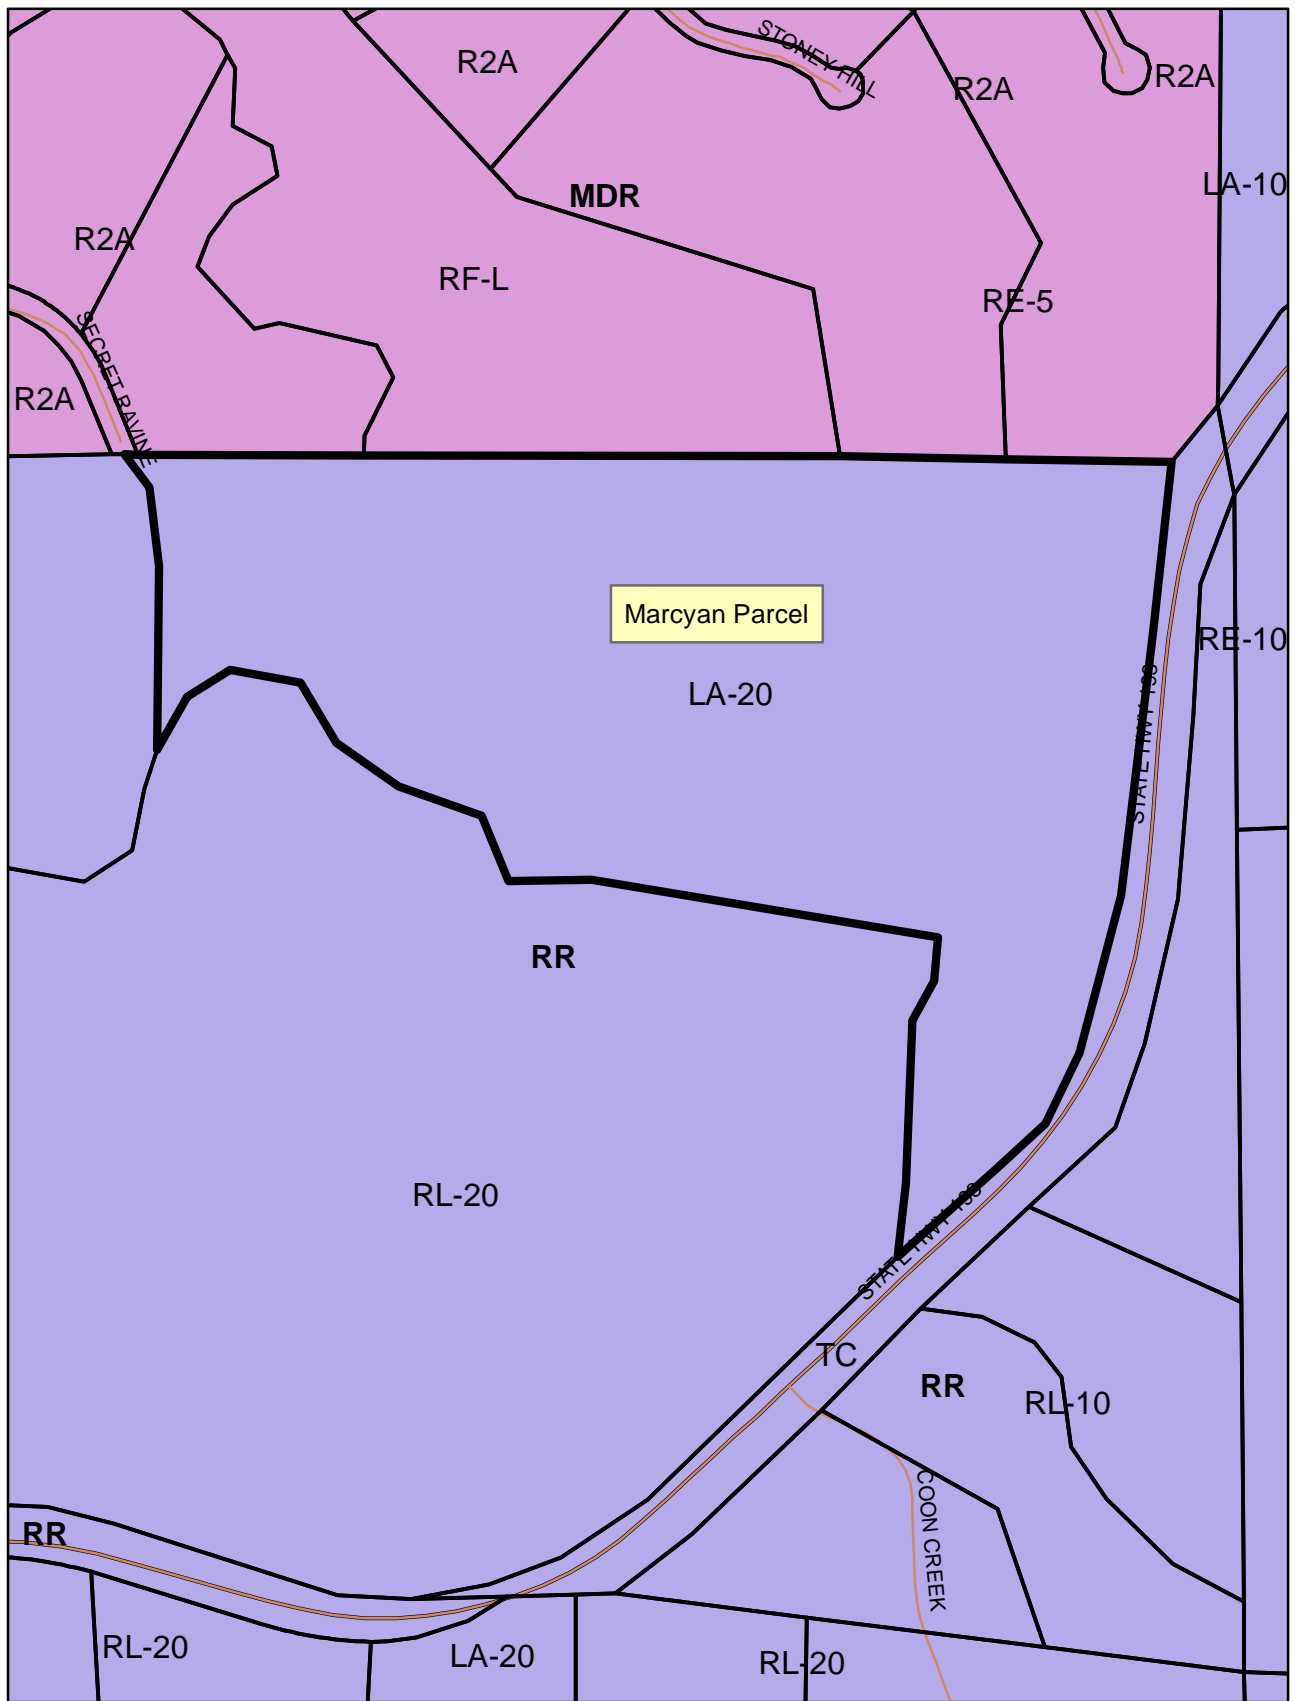 STONEY HILL
R2A
R2A
R2A
LA-10
MDR
R2A
RF-L
RE-5
SECRET RAVINE
R2A
Marcyan Parcel
RE-10
LA-20
STATE HWY 193
RR
RL-20
STATE HWY 193
TC
RR
RL-10
COON CREEK
RR
RL-20
LA-20
RL-20